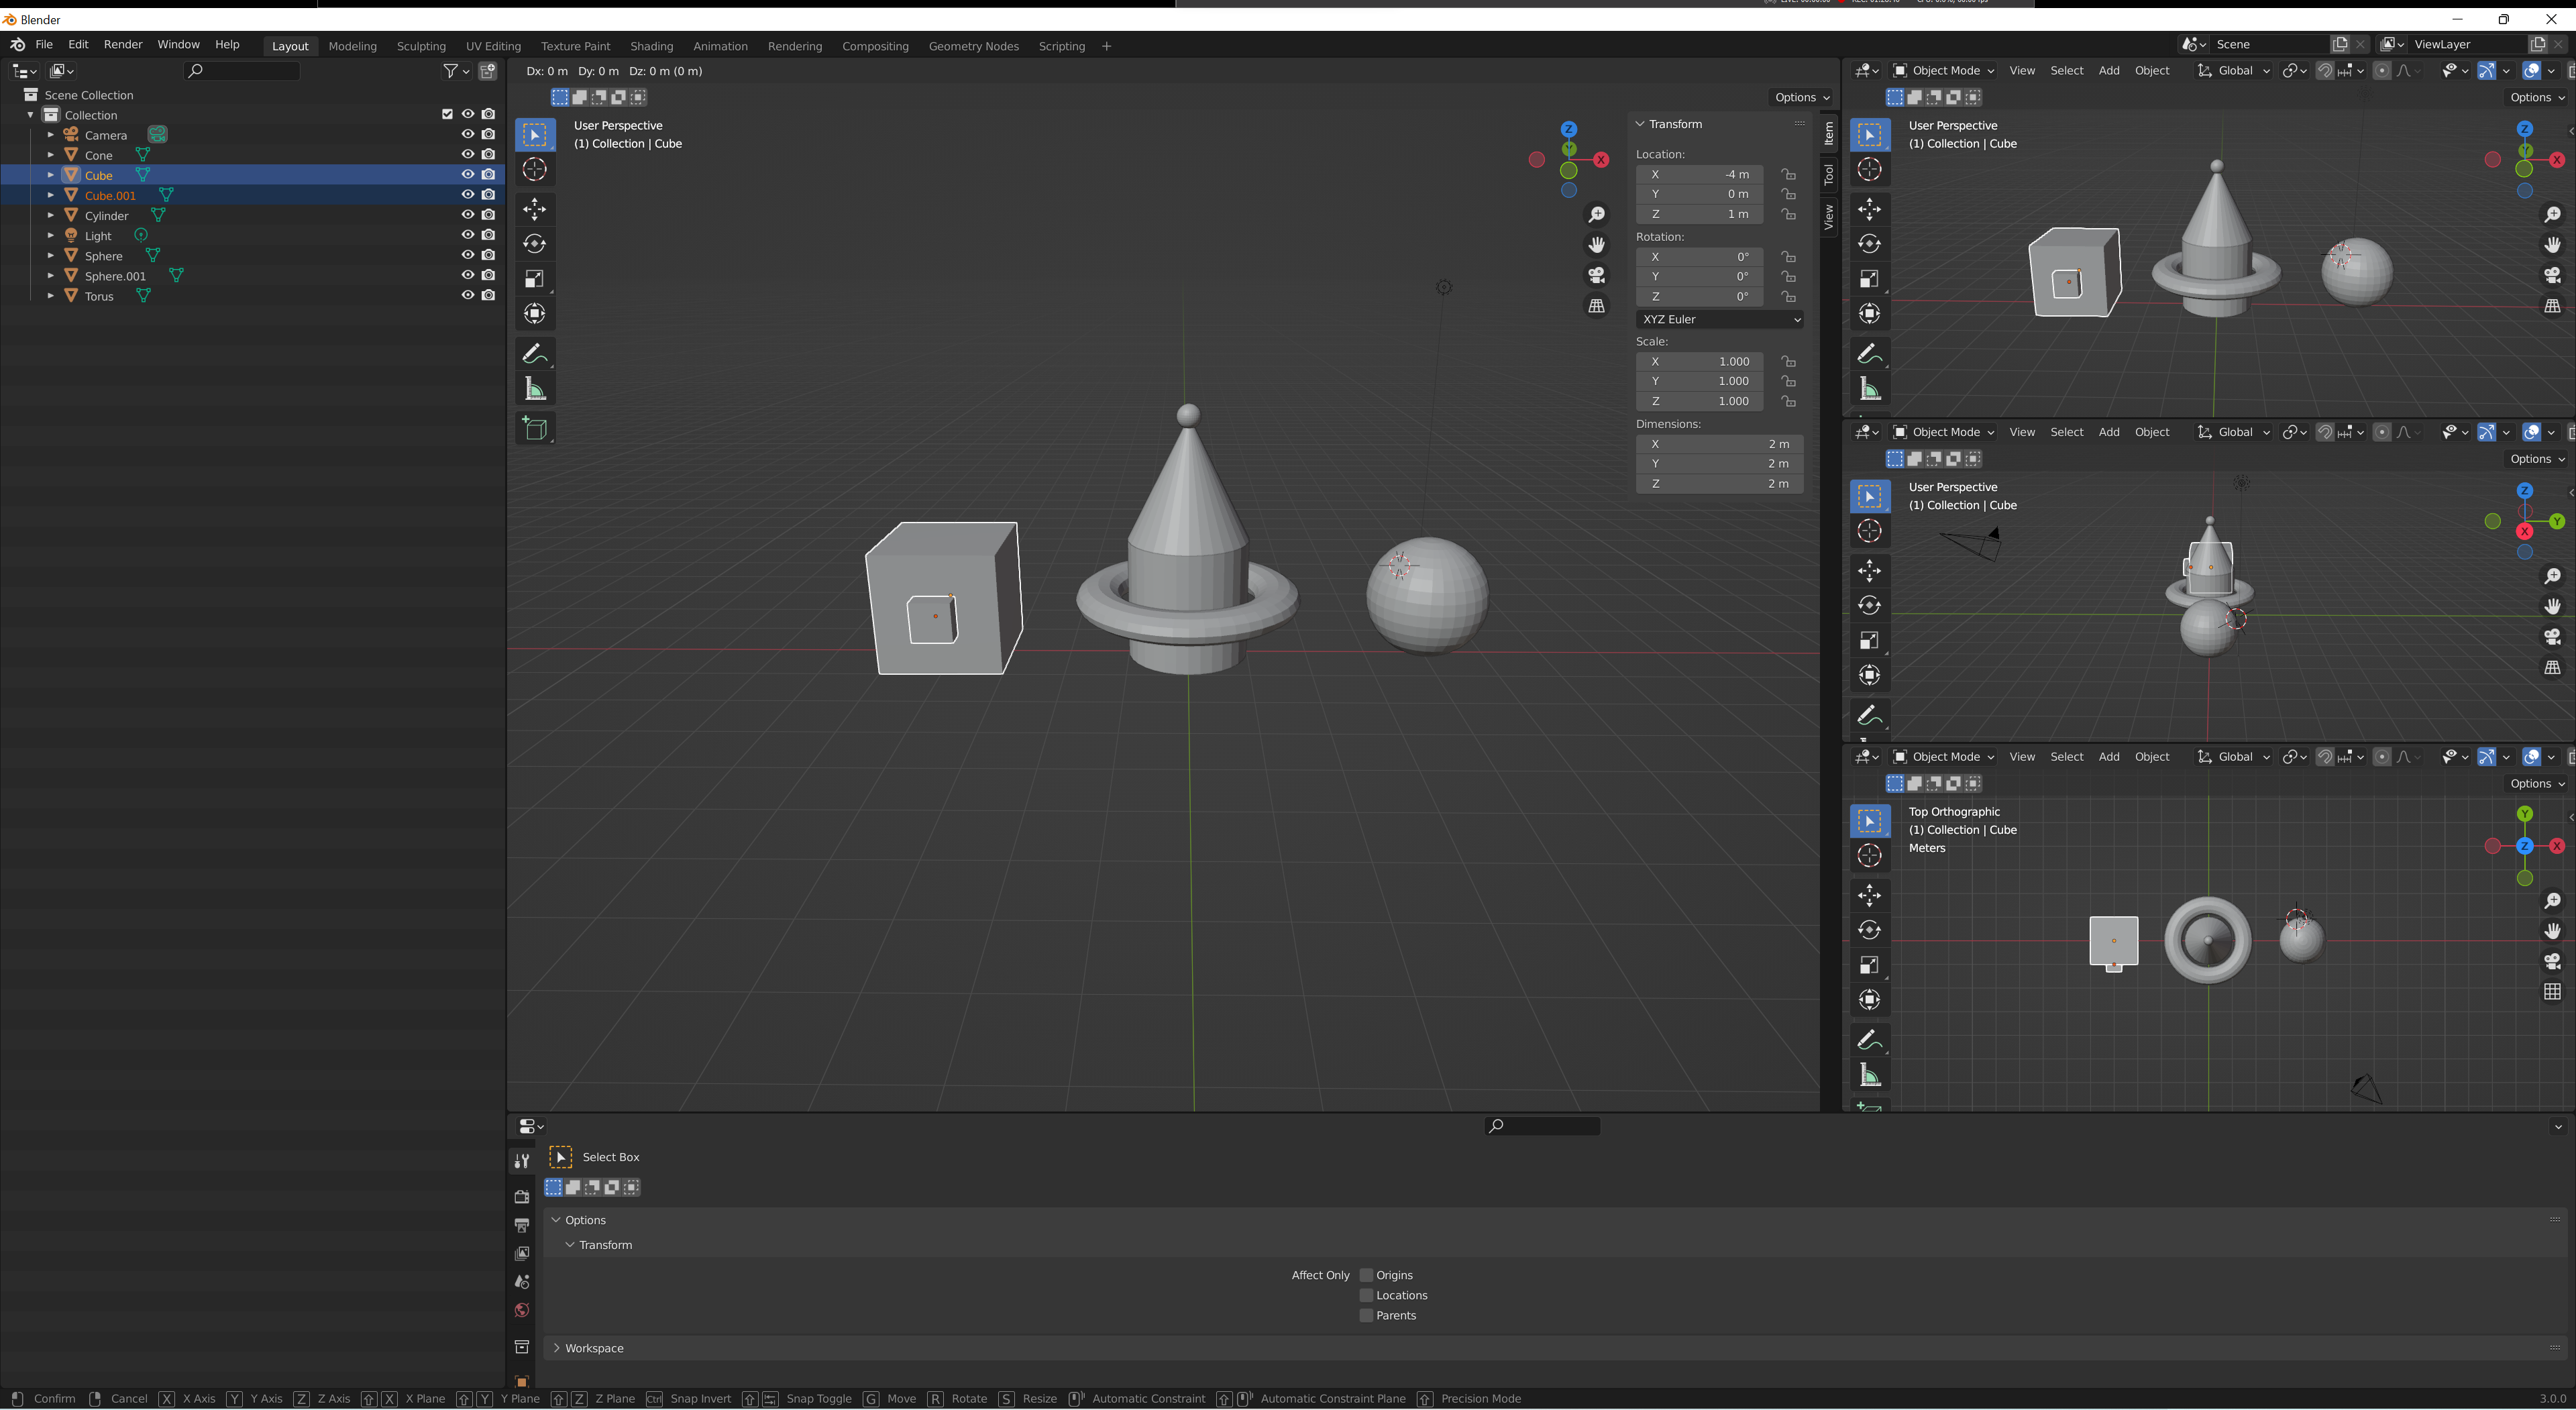 Blender
File Edit Render Window Help Layout Modeling Sculpting UV Editing Texture Paint Shading Animation Rendering Compositing Geometry Nodes Scripting + Scene ViewLayer
Scene Collection
Collection
Camera
Cone
Cube
Cube.001
Cylinder
Light
Sphere
Sphere.001
Torus
Dx: 0 m Dy: 0 m Dz: 0 m (0 m)
Options
User Perspective
(1) Collection | Cube
Z
Y
X
Transform
Location:
X -4 m
Y 0 m
Z 1 m
Rotation:
X 0°
Y 0°
Z 0°
XYZ Euler
Scale:
X 1.000
Y 1.000
Z 1.000
Dimensions:
X 2 m
Y 2 m
Z 2 m
Item
Tool
View
Object Mode View Select Add Object Global
Options
User Perspective
(1) Collection | Cube
Z
Y
X
Object Mode View Select Add Object Global
Options
User Perspective
(1) Collection | Cube
Z
Y
X
Object Mode View Select Add Object Global
Options
Top Orthographic
(1) Collection | Cube
Meters
Y
Z X
Select Box
Options
Transform
Affect Only Origins
Locations
Parents
Workspace
Confirm Cancel X X Axis Y Y Axis Z Z Axis X X Plane Y Y Plane Z Z Plane Ctrl Snap Invert Snap Toggle G Move R Rotate S Resize Automatic Constraint Automatic Constraint Plane Precision Mode 3.0.0